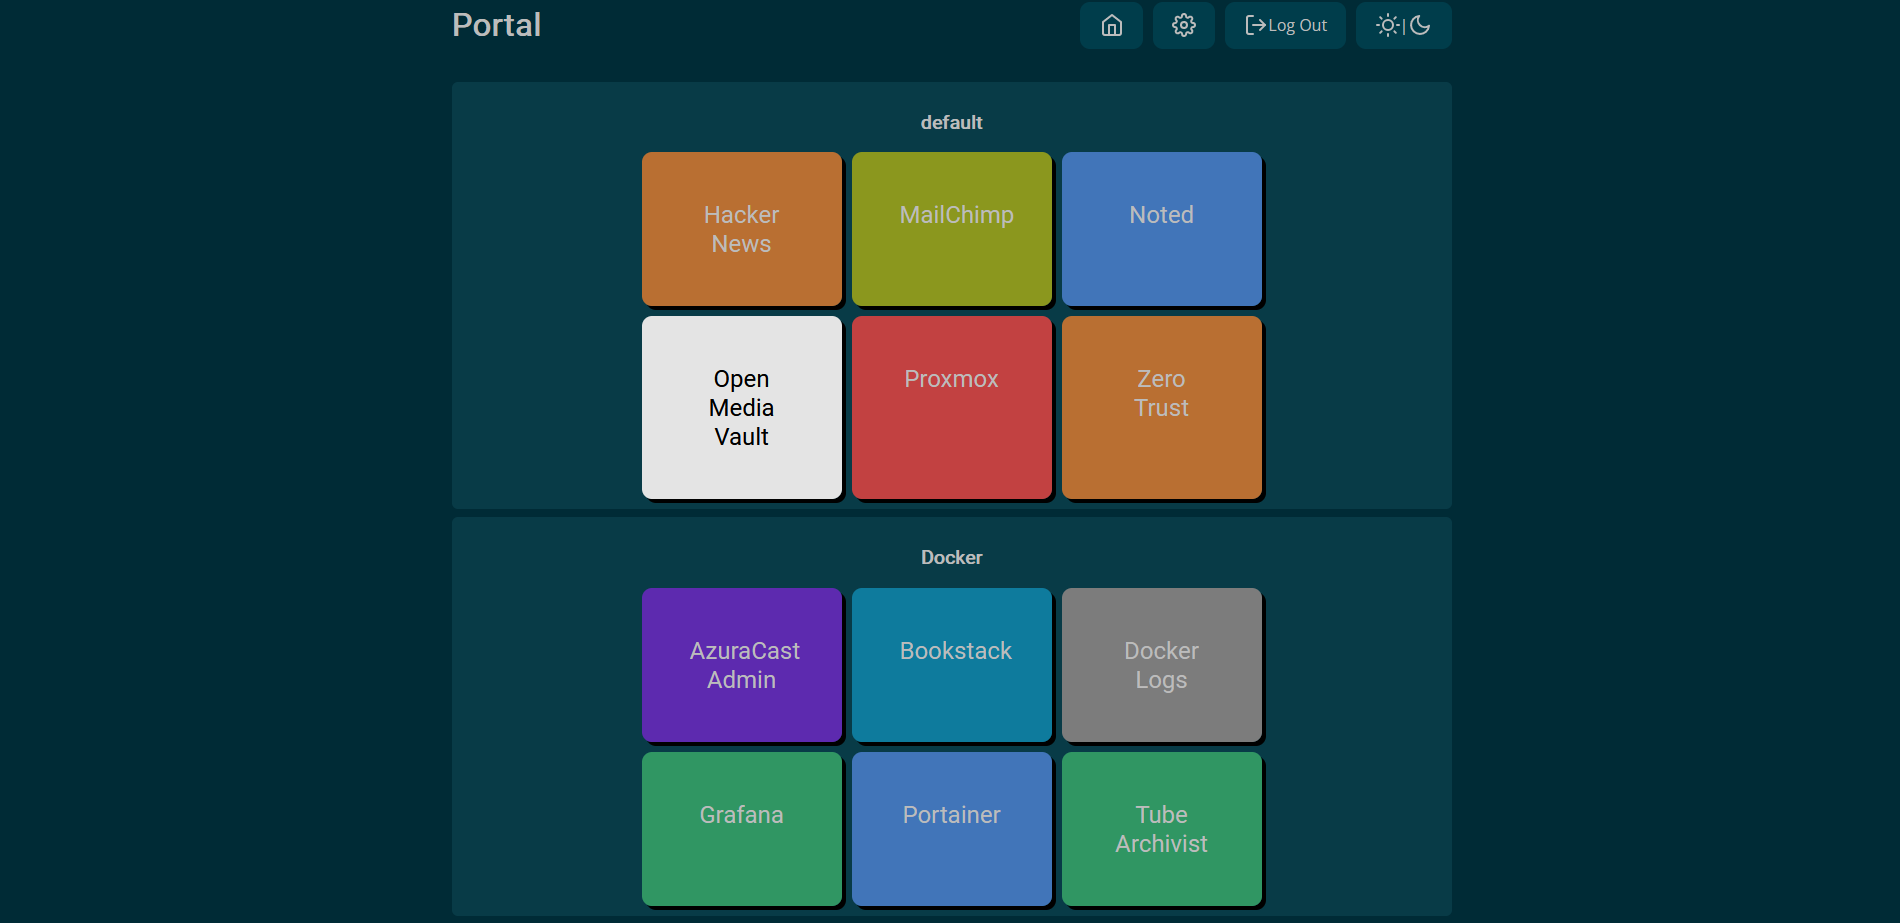 Portal
Log Out
|
default
Hacker
News
MailChimp
Noted
Open
Media
Vault
Proxmox
Zero
Trust
Docker
AzuraCast
Admin
Bookstack
Docker
Logs
Grafana
Portainer
Tube
Archivist